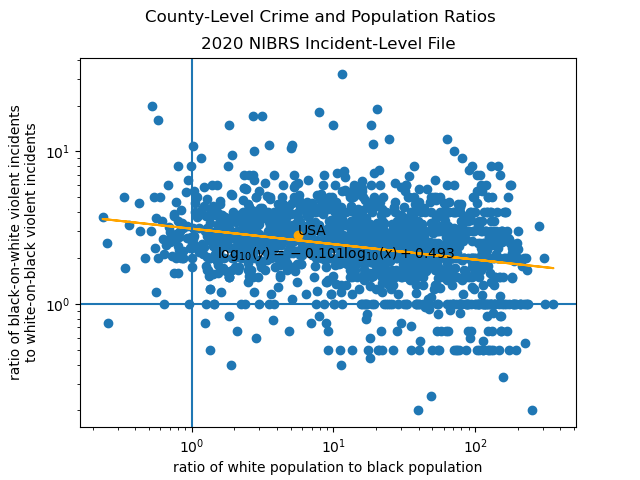 County-Level Crime and Population Ratios
2020 NIBRS Incident-Level File
ratio of black-on-white violent incidents
to white-on-black violent incidents
10¹
10⁰
USA
log₁₀(y) = −0.101log₁₀(x) + 0.493
10⁰ 10¹ 10²
ratio of white population to black population